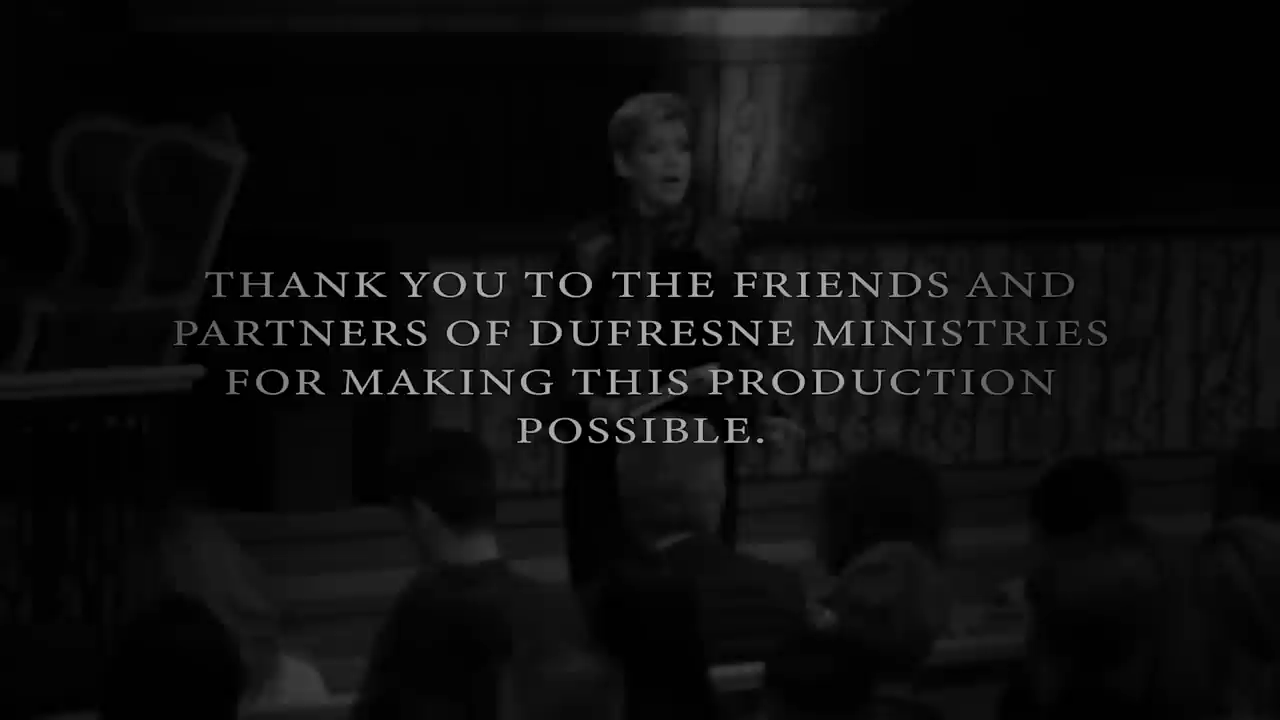 THANK YOU TO THE FRIENDS AND
PARTNERS OF DUFRESNE MINISTRIES
FOR MAKING THIS PRODUCTION
POSSIBLE.